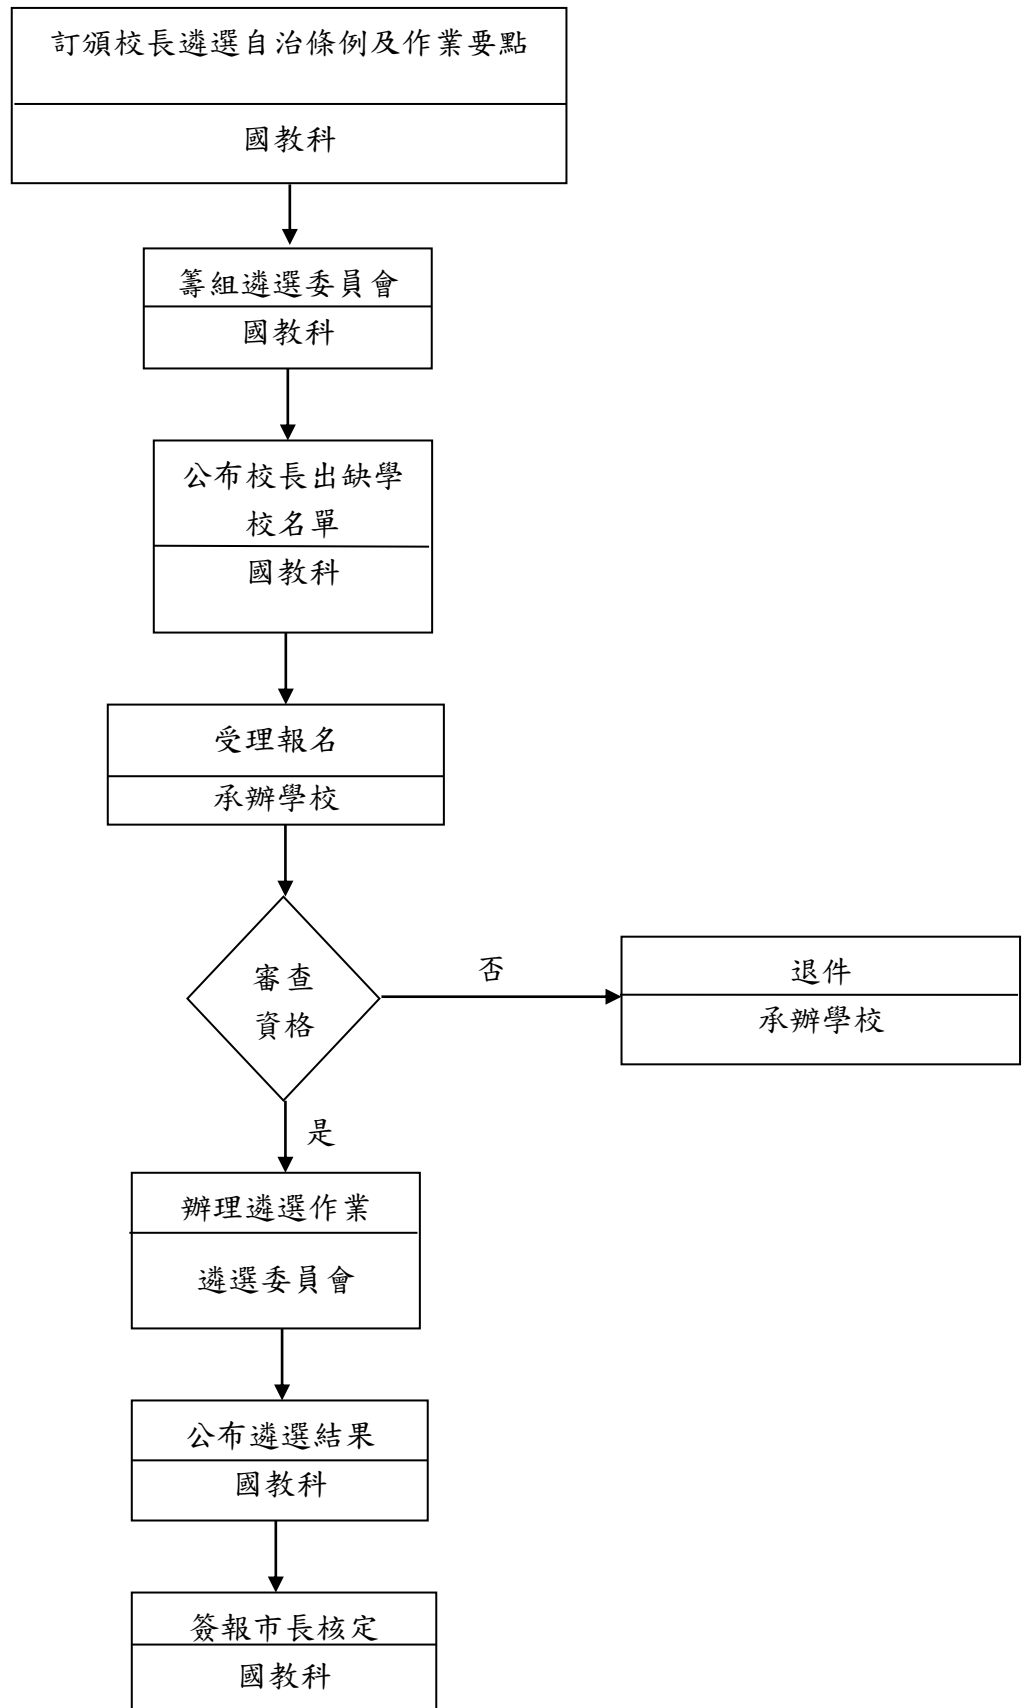 訂頒校長遴選自治條例及作業要點
國教科
籌組遴選委員會
國教科
公布校長出缺學
校名單
國教科
受理報名
承辦學校
審查
資格
否
退件
承辦學校
是
辦理遴選作業
遴選委員會
公布遴選結果
國教科
簽報市長核定
國教科